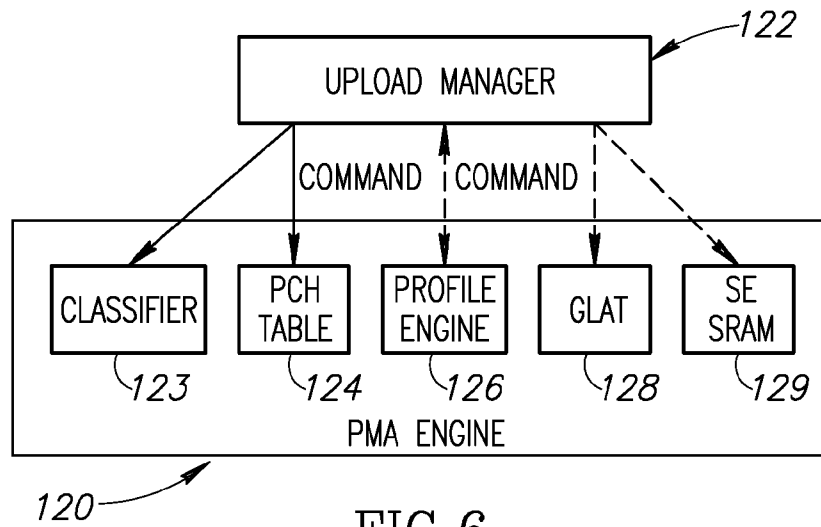 122
UPLOAD MANAGER
COMMAND COMMAND
CLASSIFIER
PCH
TABLE
PROFILE
ENGINE
GLAT
SE
SRAM
123
124
126
128
129
PMA ENGINE
120
FIG. 6